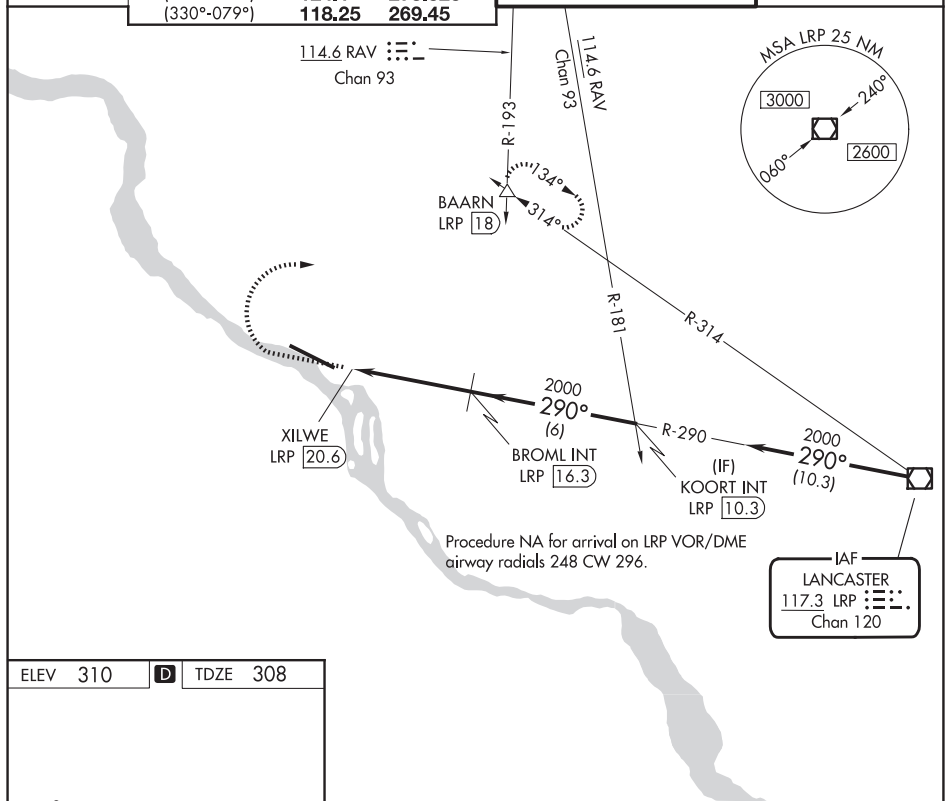 (330°-079°) 118.25 269.45
114.6 RAV
Chan 93
114.6 RAV
Chan 93
R-193
MSA LRP 25 NM
3000
240°
060°
2600
134°
314°
BAARN
LRP 18
R-181
R-314
2000
290°
(6)
R-290
2000
290°
(10.3)
XILWE
LRP 20.6
BROML INT
LRP 16.3
(IF)
KOORT INT
LRP 10.3
Procedure NA for arrival on LRP VOR/DME
airway radials 248 CW 296.
IAF
LANCASTER
117.3 LRP
Chan 120
ELEV 310 D TDZE 308